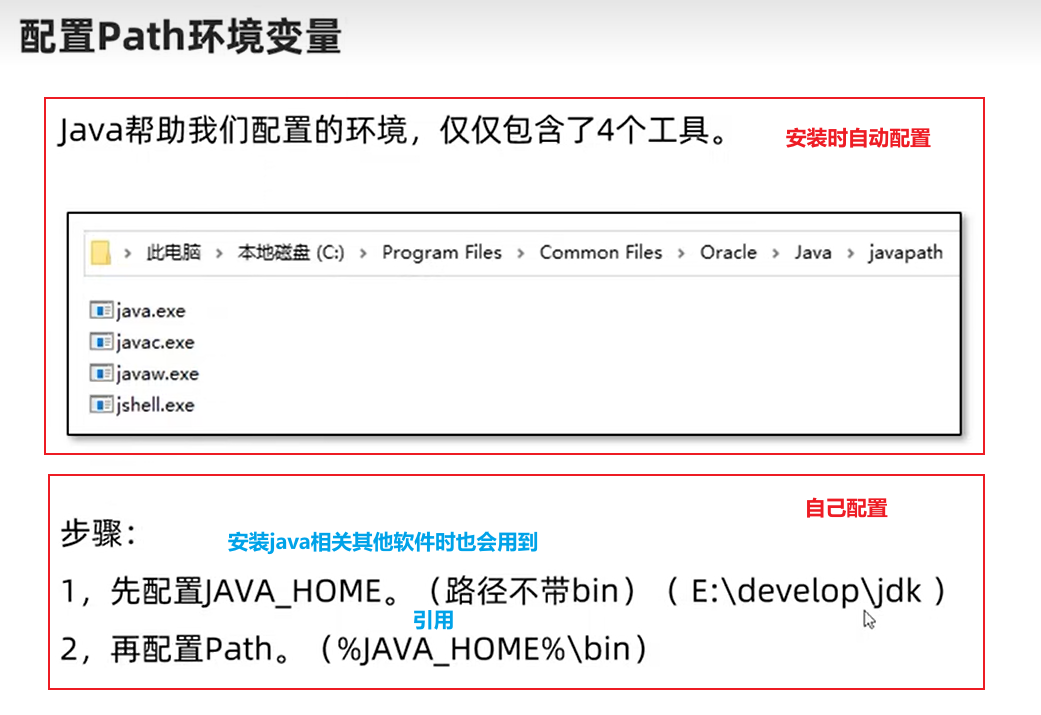 配置Path环境变量
Java帮助我们配置的环境，仅仅包含了4个工具。
安装时自动配置
此电脑 > 本地磁盘 (C:) > Program Files > Common Files > Oracle > Java > javapath
java.exe
javac.exe
javaw.exe
jshell.exe
自己配置
步骤：
安装java相关其他软件时也会用到
1，先配置JAVA_HOME。（路径不带bin）（ E:\develop\jdk ）
引用
2，再配置Path。（%JAVA_HOME%\bin）